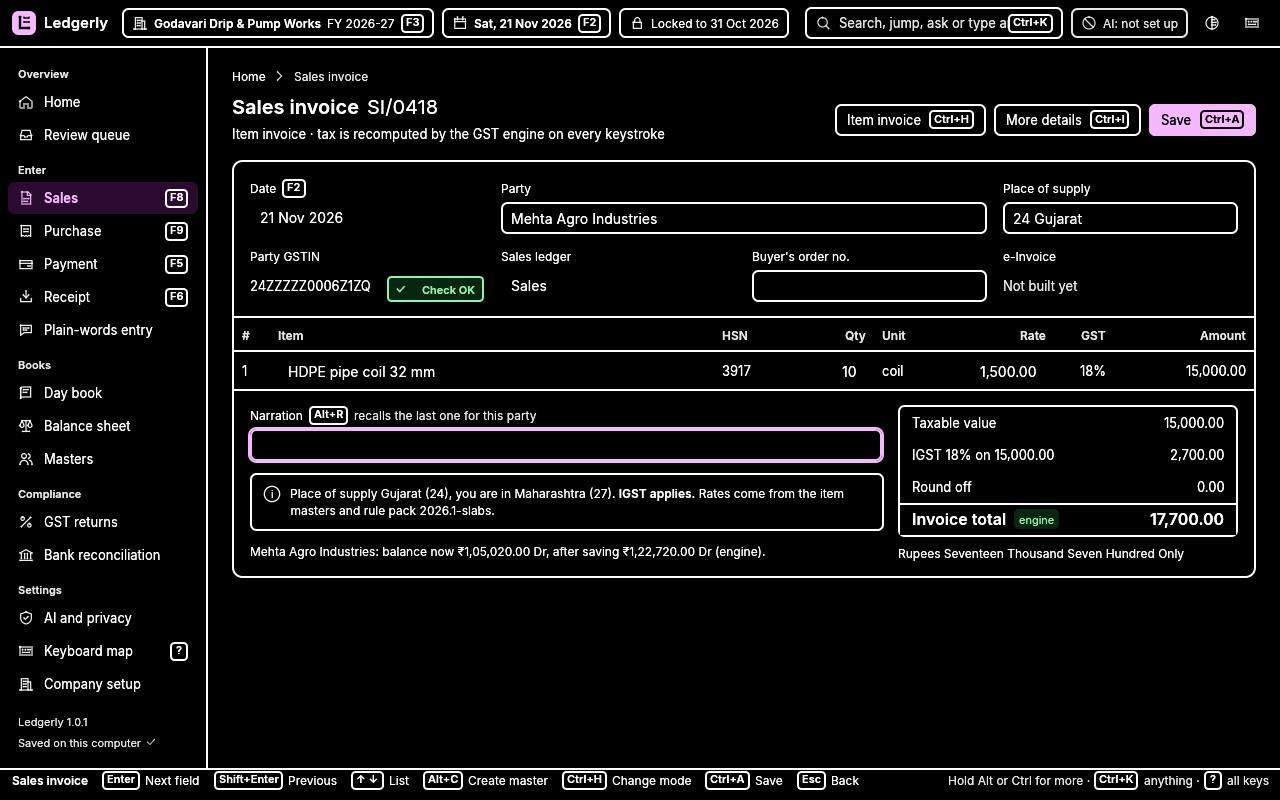 Ledgerly
Godavari Drip & Pump Works FY 2026-27 F3
Sat, 21 Nov 2026 F2
Locked to 31 Oct 2026
Search, jump, ask or type a Ctrl+K
AI: not set up
Overview
Home
Review queue
Enter
Sales F8
Purchase F9
Payment F5
Receipt F6
Plain-words entry
Books
Day book
Balance sheet
Masters
Compliance
GST returns
Bank reconciliation
Settings
AI and privacy
Keyboard map ?
Company setup
Ledgerly 1.0.1
Saved on this computer
Home Sales invoice
Sales invoice SI/0418
Item invoice · tax is recomputed by the GST engine on every keystroke
Item invoice Ctrl+H
More details Ctrl+I
Save Ctrl+A
Date F2 Party Place of supply
21 Nov 2026 Mehta Agro Industries 24 Gujarat
Party GSTIN Sales ledger Buyer's order no. e-Invoice
24ZZZZZ0006Z1ZQ Check OK Sales Not built yet
# Item HSN Qty Unit Rate GST Amount
1 HDPE pipe coil 32 mm 3917 10 coil 1,500.00 18% 15,000.00
Narration Alt+R recalls the last one for this party
Place of supply Gujarat (24), you are in Maharashtra (27). IGST applies. Rates come from the item
masters and rule pack 2026.1-slabs.
Mehta Agro Industries: balance now ₹1,05,020.00 Dr, after saving ₹1,22,720.00 Dr (engine).
Taxable value 15,000.00
IGST 18% on 15,000.00 2,700.00
Round off 0.00
Invoice total engine 17,700.00
Rupees Seventeen Thousand Seven Hundred Only
Sales invoice Enter Next field Shift+Enter Previous ↑ ↓ List Alt+C Create master Ctrl+H Change mode Ctrl+A Save Esc Back Hold Alt or Ctrl for more · Ctrl+K anything · ? all keys